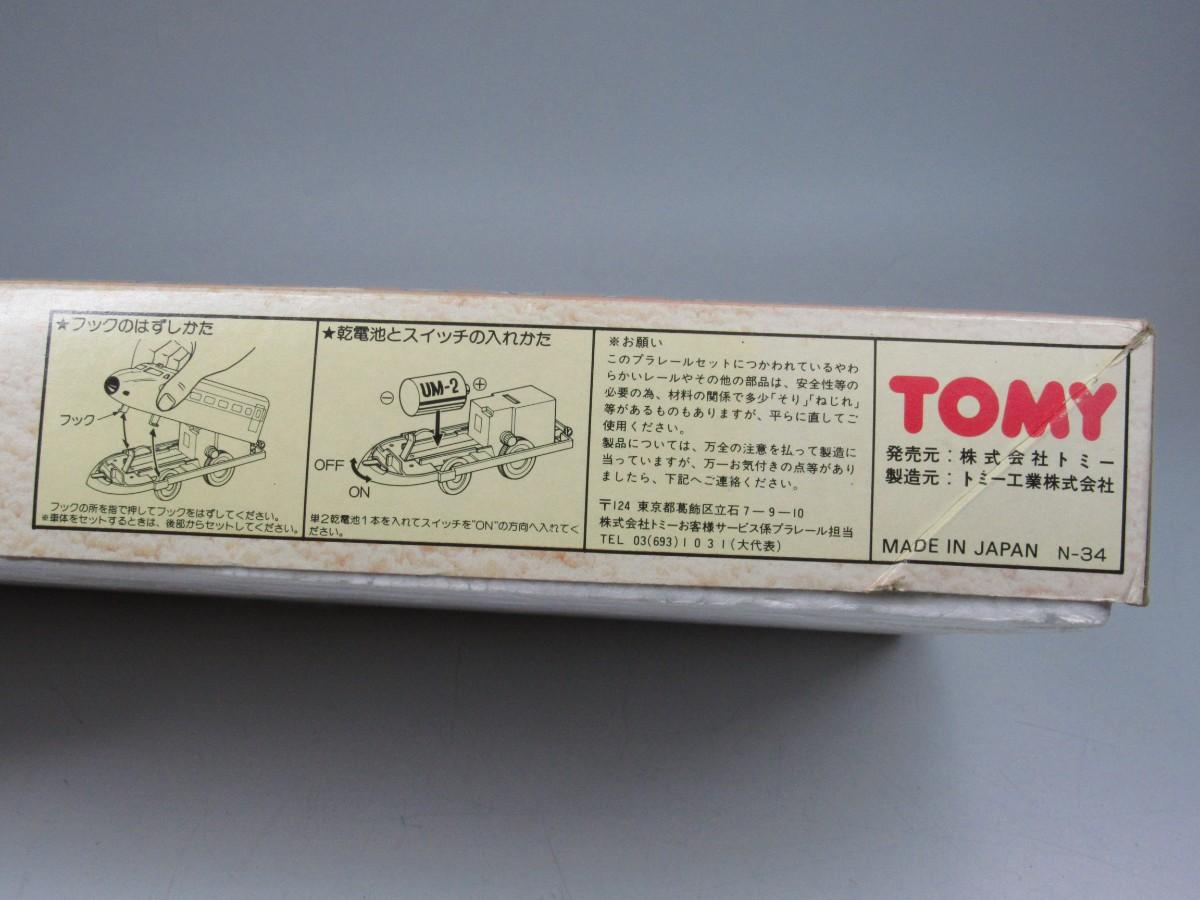 ★フックのはずしかた
フック
フックの所を指で押してフックをはずしてください。
※車体をセットするときは、後部からセットしてください。
★乾電池とスイッチの入れかた
UM-2
⊖
⊕
OFF
ON
単2乾電池1本を入れてスイッチを"ON"の方向へ入れてく
ださい。
※お願い
このプラレールセットにつかわれているやわ
らかいレールやその他の部品は、安全性等の
必要の為、材料の関係で多少「そり」「ねじれ」
等があるものもありますが、平らに直してご
使用ください。
製品については、万全の注意を払って製造に
当っていますが、万一お気付きの点等があり
ましたら、下記へご連絡ください。
〒124 東京都葛飾区立石7-9-10
株式会社トミーお客様サービス係プラレール担当
TEL 03(693)1031(大代表)
TOMY
発売元:株式会社トミー
製造元:トミー工業株式会社
MADE IN JAPAN N-34